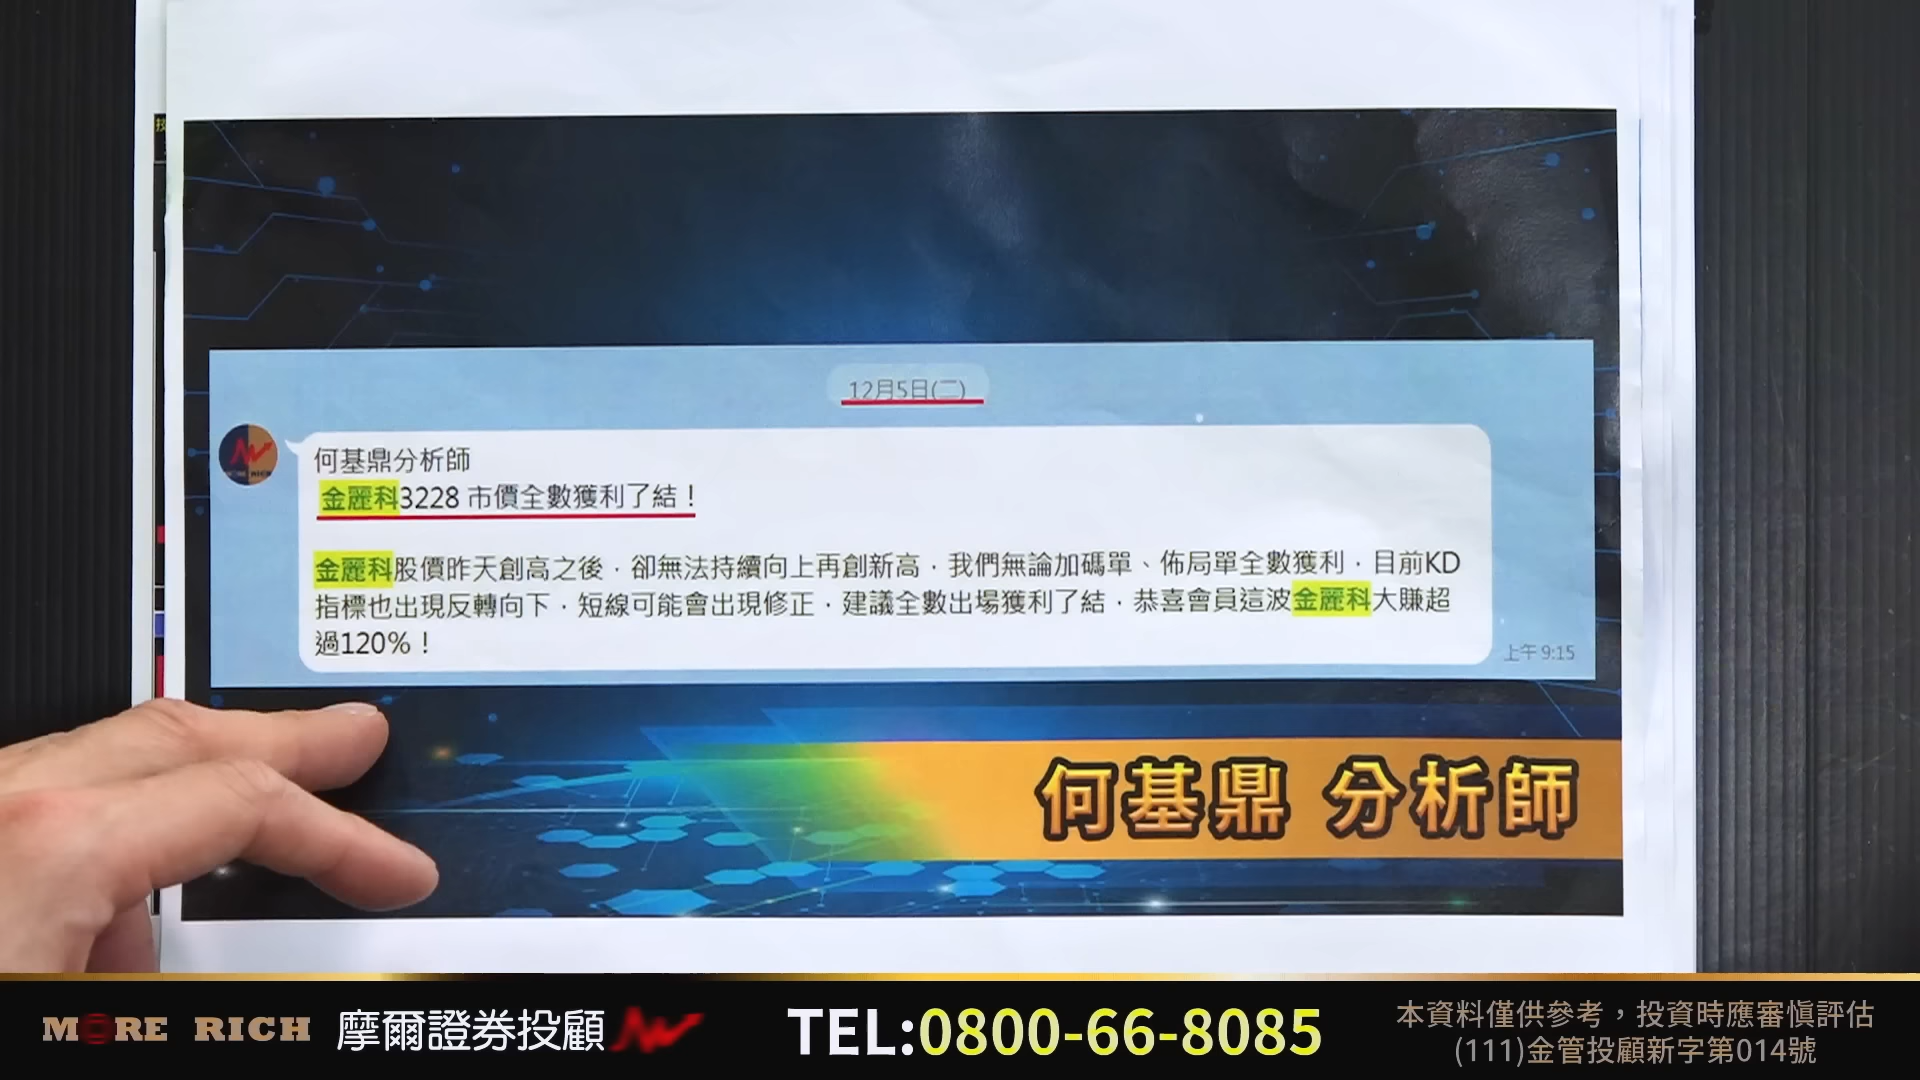 12月5日(二)
何基鼎分析師
金麗科3228 市價全數獲利了結！
金麗科股價昨天創高之後，卻無法持續向上再創新高，我們無論加碼單、佈局單全數獲利，目前KD
指標也出現反轉向下，短線可能會出現修正，建議全數出場獲利了結，恭喜會員這波金麗科大賺超
過120%！
上午 9:15
何基鼎 分析師
MORE RICH 摩爾證券投顧
TEL:0800-66-8085
本資料僅供參考，投資時應審慎評估
(111)金管投顧新字第014號